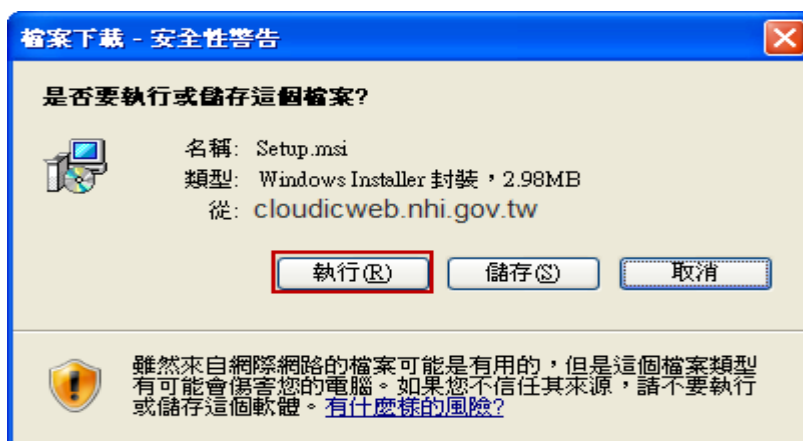 檔案下載 - 安全性警告
是否要執行或儲存這個檔案?
名稱: Setup.msi
類型: Windows Installer 封裝，2.98MB
從: cloudicweb.nhi.gov.tw
執行(R) 儲存(S) 取消
雖然來自網際網路的檔案可能是有用的，但是這個檔案類型
有可能會傷害您的電腦。如果您不信任其來源，請不要執行
或儲存這個軟體。有什麼樣的風險?